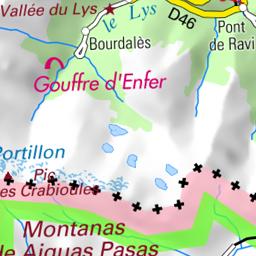 Vallée du Lys
le Lys
D46
Pont
de Ravi
Bourdalès
Gouffre d'Enfer
Portillon
Pic
es Crabioules
Montanas
de Aiguas Pasas